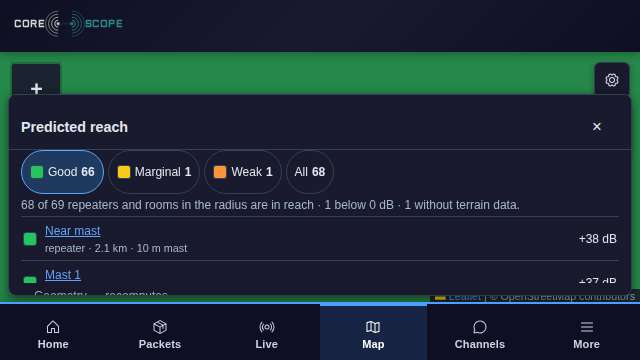 CORE SCOPE
+
Predicted reach ×
Good 66 Marginal 1 Weak 1 All 68
68 of 69 repeaters and rooms in the radius are in reach · 1 below 0 dB · 1 without terrain data.
Near mast
+38 dB
repeater · 2.1 km · 10 m mast
Mast 1
+37 dB
Leaflet | © OpenStreetMap contributors
Home Packets Live Map Channels More